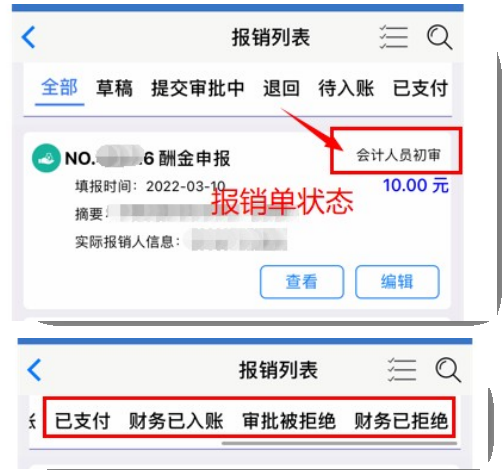 报销列表
全部 草稿 提交审批中 退回 待入账 已支付
NO. 6 酬金申报
会计人员初审
填报时间：2022-03-10
10.00 元
报销单状态
摘要：
实际报销人信息：
查看 编辑
报销列表
已支付 财务已入账 审批被拒绝 财务已拒绝